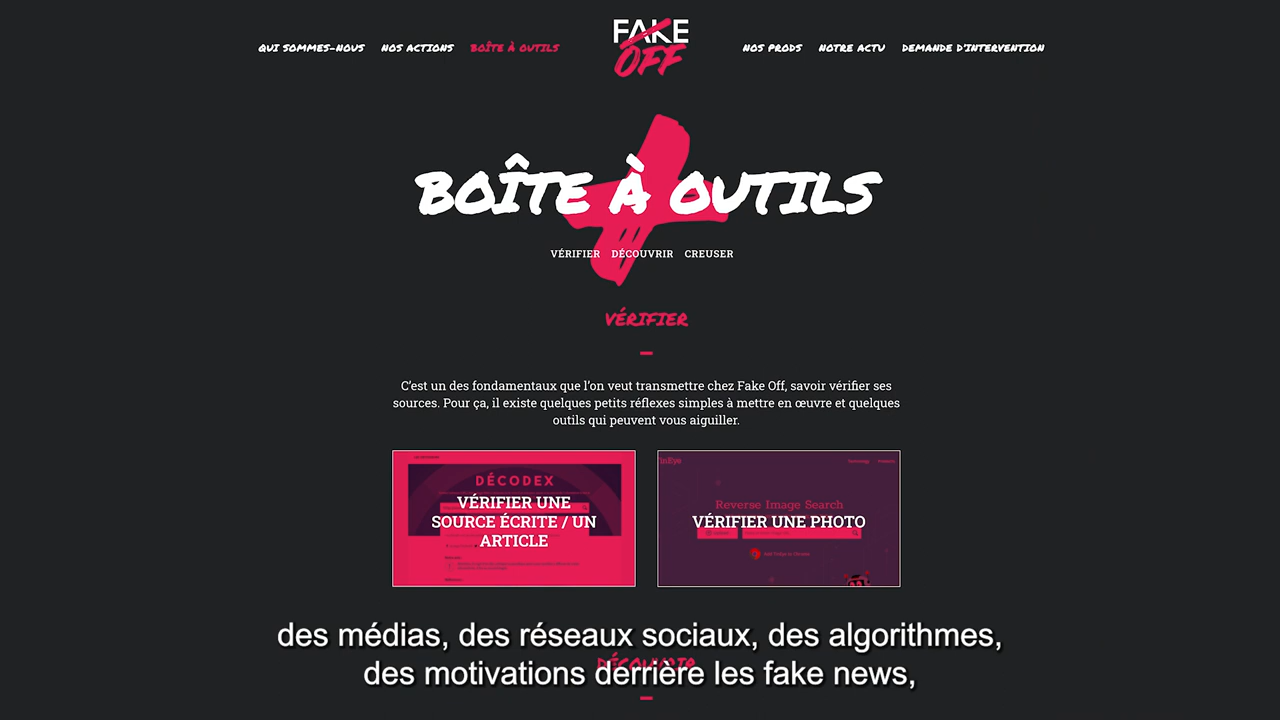 FAKE
OFF
QUI SOMMES-NOUS NOS ACTIONS BOÎTE À OUTILS NOS PRODS NOTRE ACTU DEMANDE D'INTERVENTION
BOÎTE À OUTILS
VÉRIFIER DÉCOUVRIR CREUSER
VÉRIFIER
C'est un des fondamentaux que l'on veut transmettre chez Fake Off, savoir vérifier ses
sources. Pour ça, il existe quelques petits réflexes simples à mettre en œuvre et quelques
outils qui peuvent vous aiguiller.
DÉCODEX
VÉRIFIER UNE
SOURCE ÉCRITE / UN
ARTICLE
inEye
Reverse Image Search
VÉRIFIER UNE PHOTO
DÉCOUVRIR
des médias, des réseaux sociaux, des algorithmes,
des motivations derrière les fake news,